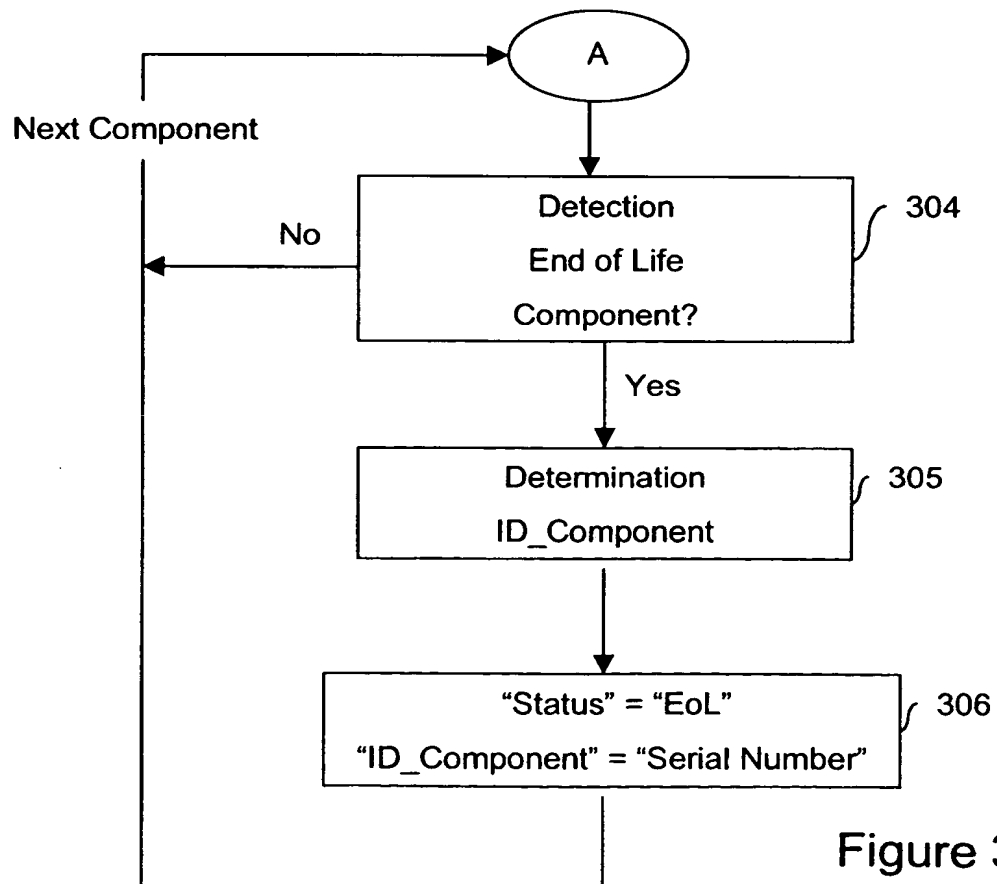 A
Next Component
Detection
End of Life
Component?
304
No
Yes
Determination
ID_Component
305
“Status” = “EoL”
“ID_Component” = “Serial Number”
306
Figure 3